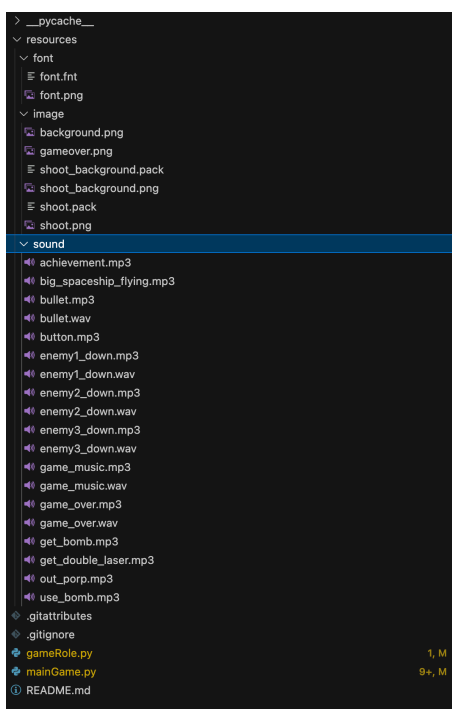 __pycache__
resources
font
font.fnt
font.png
image
background.png
gameover.png
shoot_background.pack
shoot_background.png
shoot.pack
shoot.png
sound
achievement.mp3
big_spaceship_flying.mp3
bullet.mp3
bullet.wav
button.mp3
enemy1_down.mp3
enemy1_down.wav
enemy2_down.mp3
enemy2_down.wav
enemy3_down.mp3
enemy3_down.wav
game_music.mp3
game_music.wav
game_over.mp3
game_over.wav
get_bomb.mp3
get_double_laser.mp3
out_porp.mp3
use_bomb.mp3
.gitattributes
.gitignore
gameRole.py 1, M
mainGame.py 9+, M
README.md